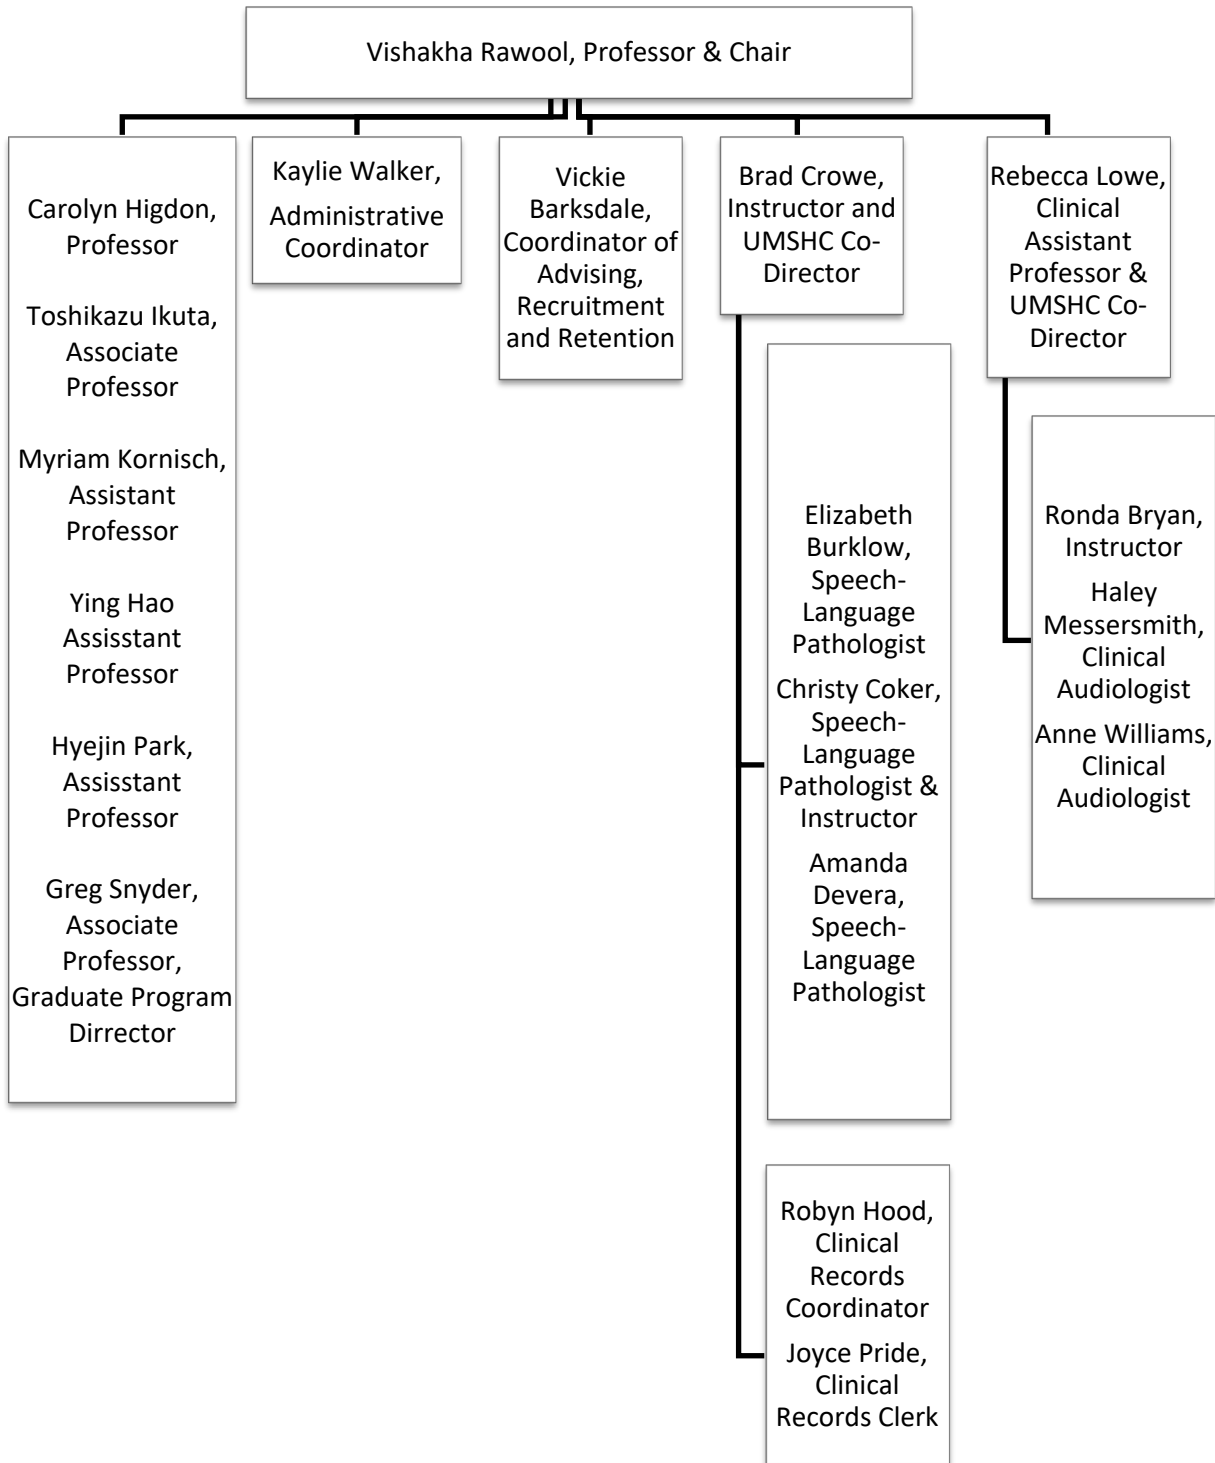 Vishakha Rawool, Professor & Chair
Carolyn Higdon,
Professor
Toshikazu Ikuta,
Associate
Professor
Myriam Kornisch,
Assistant
Professor
Ying Hao
Assisstant
Professor
Hyejin Park,
Assisstant
Professor
Greg Snyder,
Associate
Professor,
Graduate Program
Dirrector
Kaylie Walker,
Administrative
Coordinator
Vickie
Barksdale,
Coordinator of
Advising,
Recruitment
and Retention
Brad Crowe,
Instructor and
UMSHC Co-
Director
Elizabeth
Burklow,
Speech-
Language
Pathologist
Christy Coker,
Speech-
Language
Pathologist &
Instructor
Amanda
Devera,
Speech-
Language
Pathologist
Robyn Hood,
Clinical
Records
Coordinator
Joyce Pride,
Clinical
Records Clerk
Rebecca Lowe,
Clinical
Assistant
Professor &
UMSHC Co-
Director
Ronda Bryan,
Instructor
Haley
Messersmith,
Clinical
Audiologist
Anne Williams,
Clinical
Audiologist